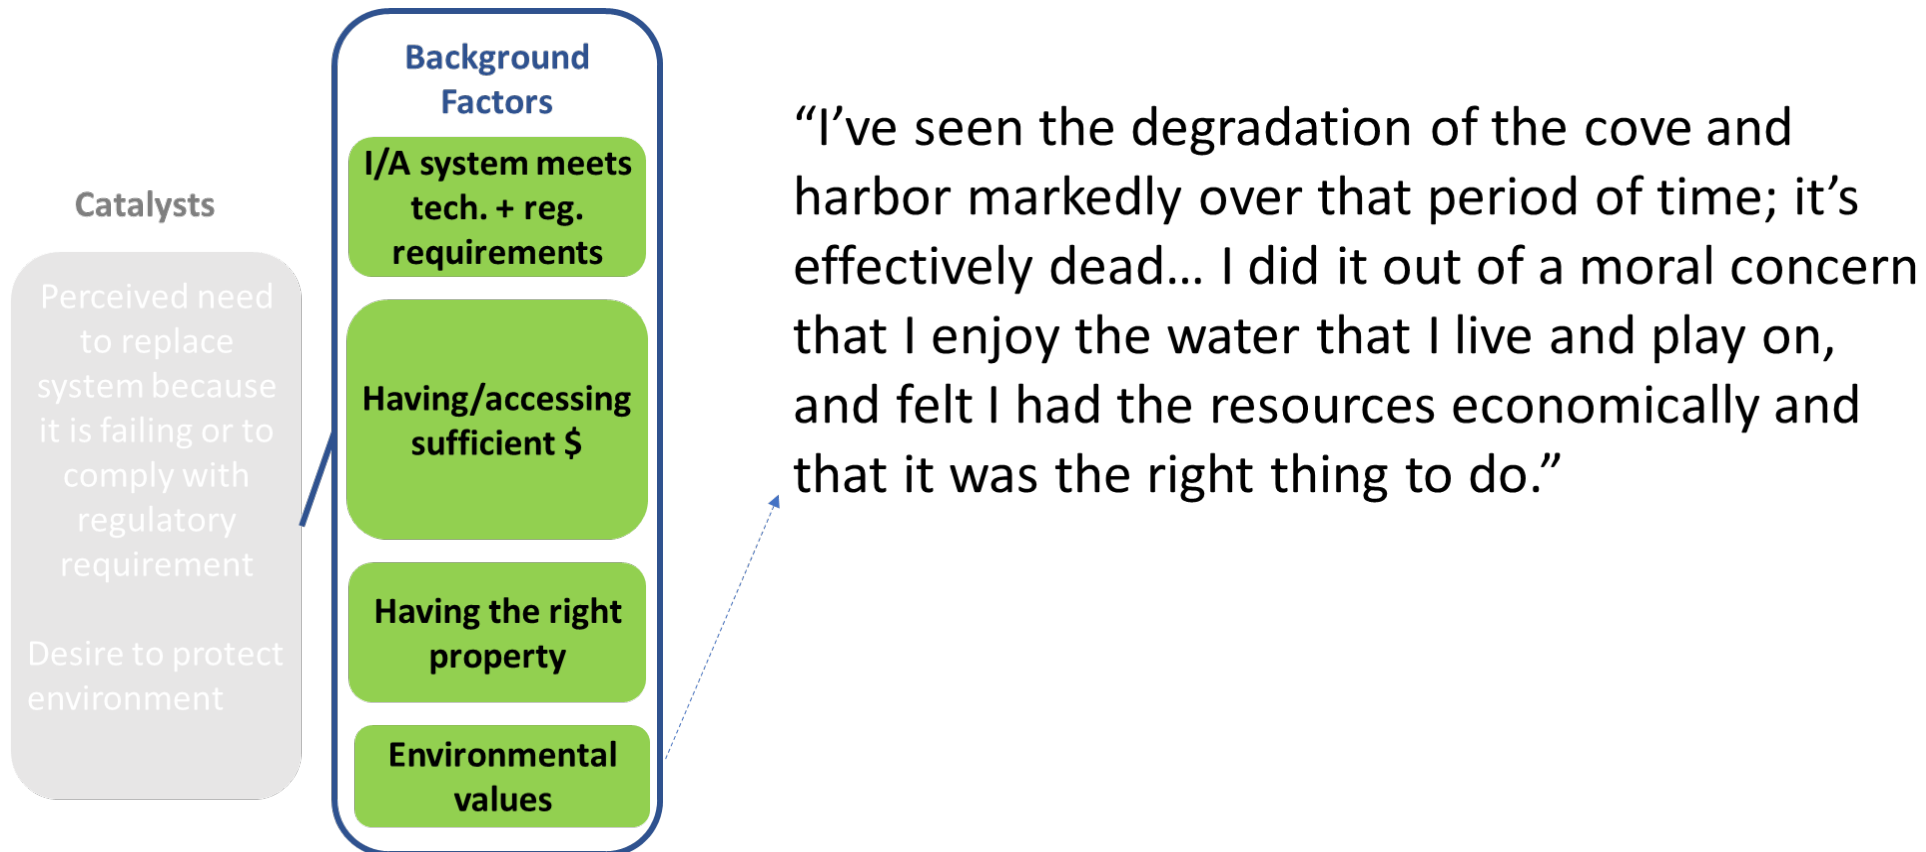 Catalysts
Perceived need
to replace
system because
it is failing or to
comply with
regulatory
requirement
Desire to protect
environment
Background
Factors
I/A system meets
tech. + reg.
requirements
Having/accessing
sufficient $
Having the right
property
Environmental
values
“I’ve seen the degradation of the cove and
harbor markedly over that period of time; it’s
effectively dead… I did it out of a moral concern
that I enjoy the water that I live and play on,
and felt I had the resources economically and
that it was the right thing to do.”